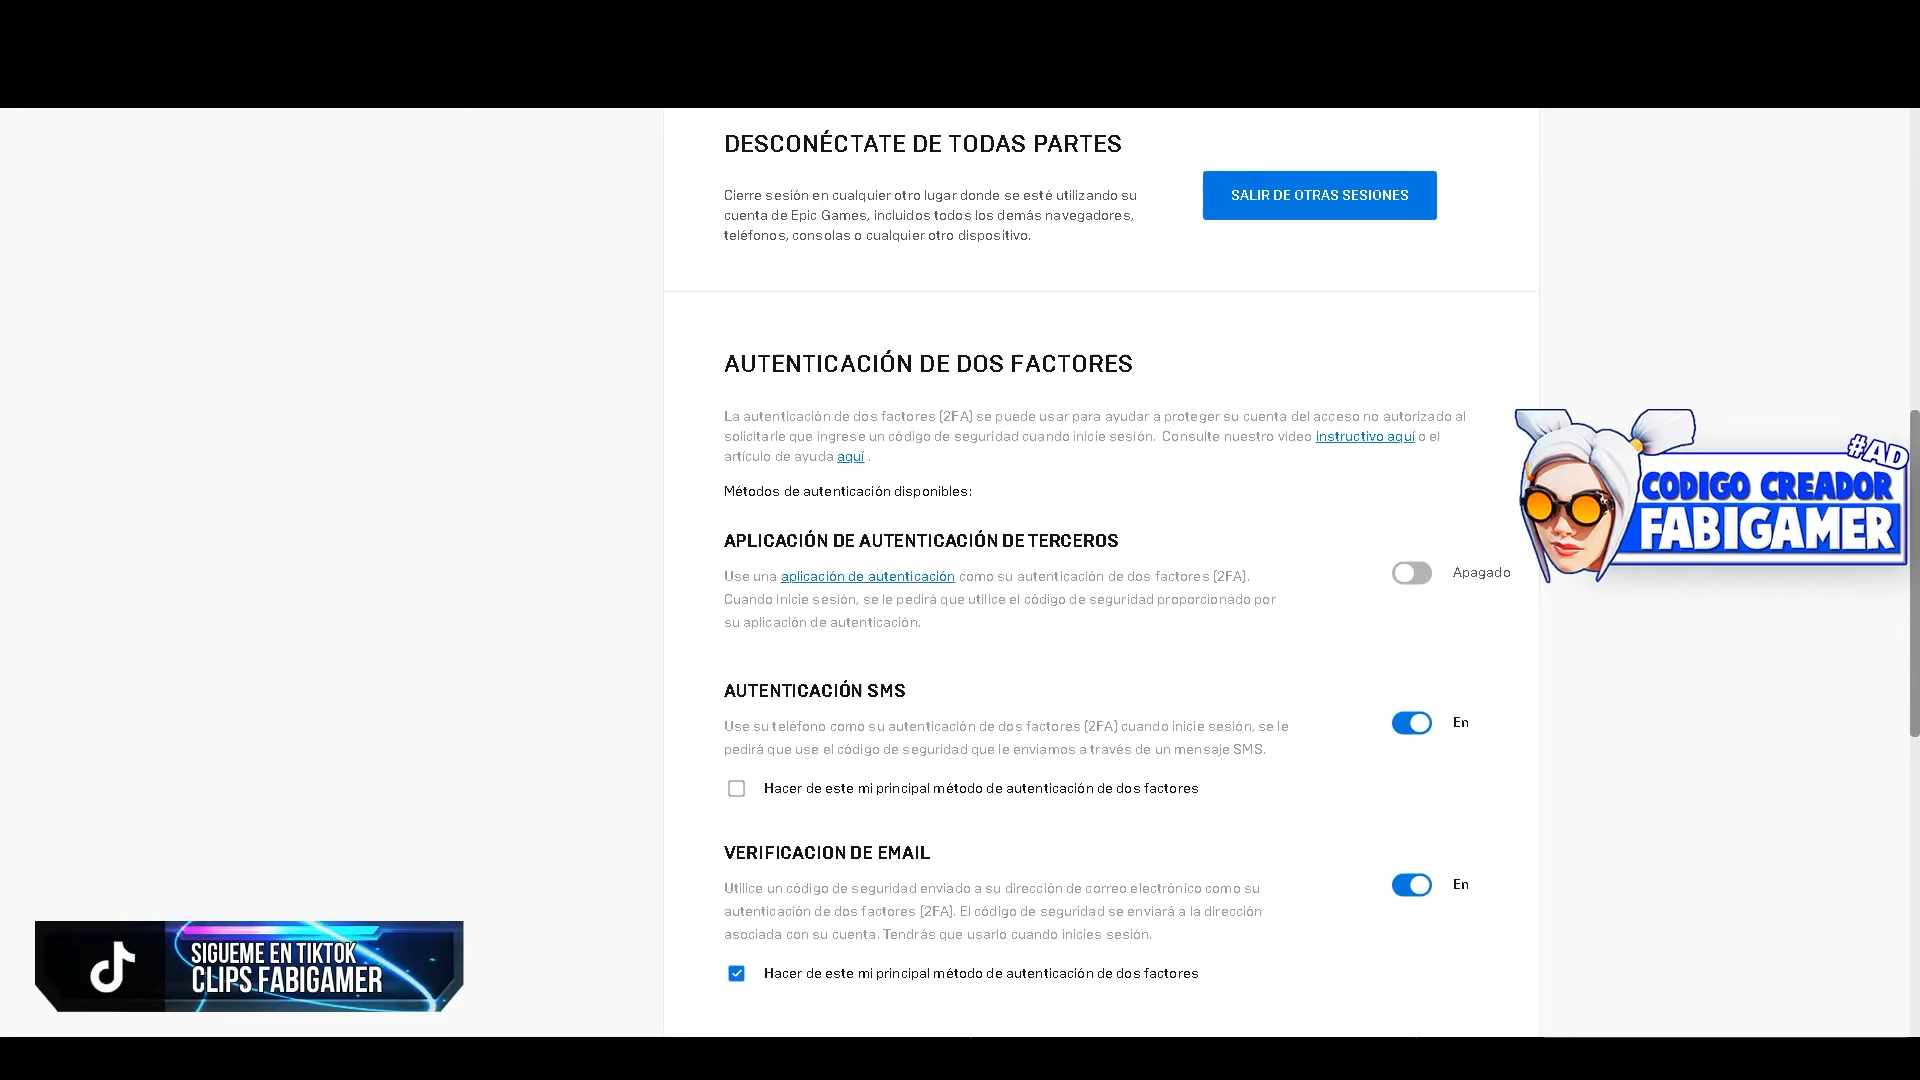 DESCONÉCTATE DE TODAS PARTES
Cierre sesión en cualquier otro lugar donde se esté utilizando su
cuenta de Epic Games, incluidos todos los demás navegadores,
teléfonos, consolas o cualquier otro dispositivo.
SALIR DE OTRAS SESIONES
AUTENTICACIÓN DE DOS FACTORES
La autenticación de dos factores (2FA) se puede usar para ayudar a proteger su cuenta del acceso no autorizado al
solicitarle que ingrese un código de seguridad cuando inicie sesión. Consulte nuestro video instructivo aquí o el
artículo de ayuda aquí .
Métodos de autenticación disponibles:
APLICACIÓN DE AUTENTICACIÓN DE TERCEROS
Use una aplicación de autenticación como su autenticación de dos factores (2FA).
Cuando inicie sesión, se le pedirá que utilice el código de seguridad proporcionado por
su aplicación de autenticación.
Apagado
#AD
CODIGO CREADOR
FABIGAMER
AUTENTICACIÓN SMS
Use su teléfono como su autenticación de dos factores (2FA) cuando inicie sesión, se le
pedirá que use el código de seguridad que le enviamos a través de un mensaje SMS.
En
Hacer de este mi principal método de autenticación de dos factores
VERIFICACION DE EMAIL
Utilice un código de seguridad enviado a su dirección de correo electrónico como su
autenticación de dos factores (2FA). El código de seguridad se enviará a la dirección
asociada con su cuenta. Tendrás que usarlo cuando inicies sesión.
En
Hacer de este mi principal método de autenticación de dos factores
SIGUEME EN TIKTOK
CLIPS FABIGAMER